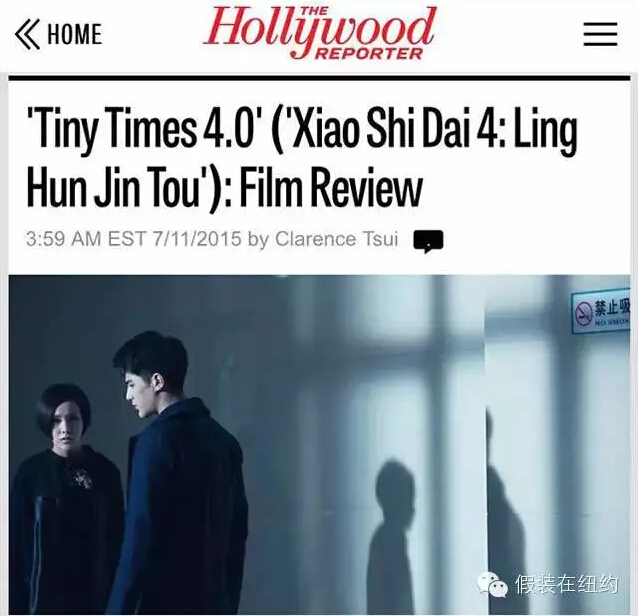 HOME
THE
Hollywood
REPORTER
'Tiny Times 4.0' ('Xiao Shi Dai 4: Ling
Hun Jin Tou'): Film Review
3:59 AM EST 7/11/2015 by Clarence Tsui
禁止吸
NO SMOK
假装在纽约